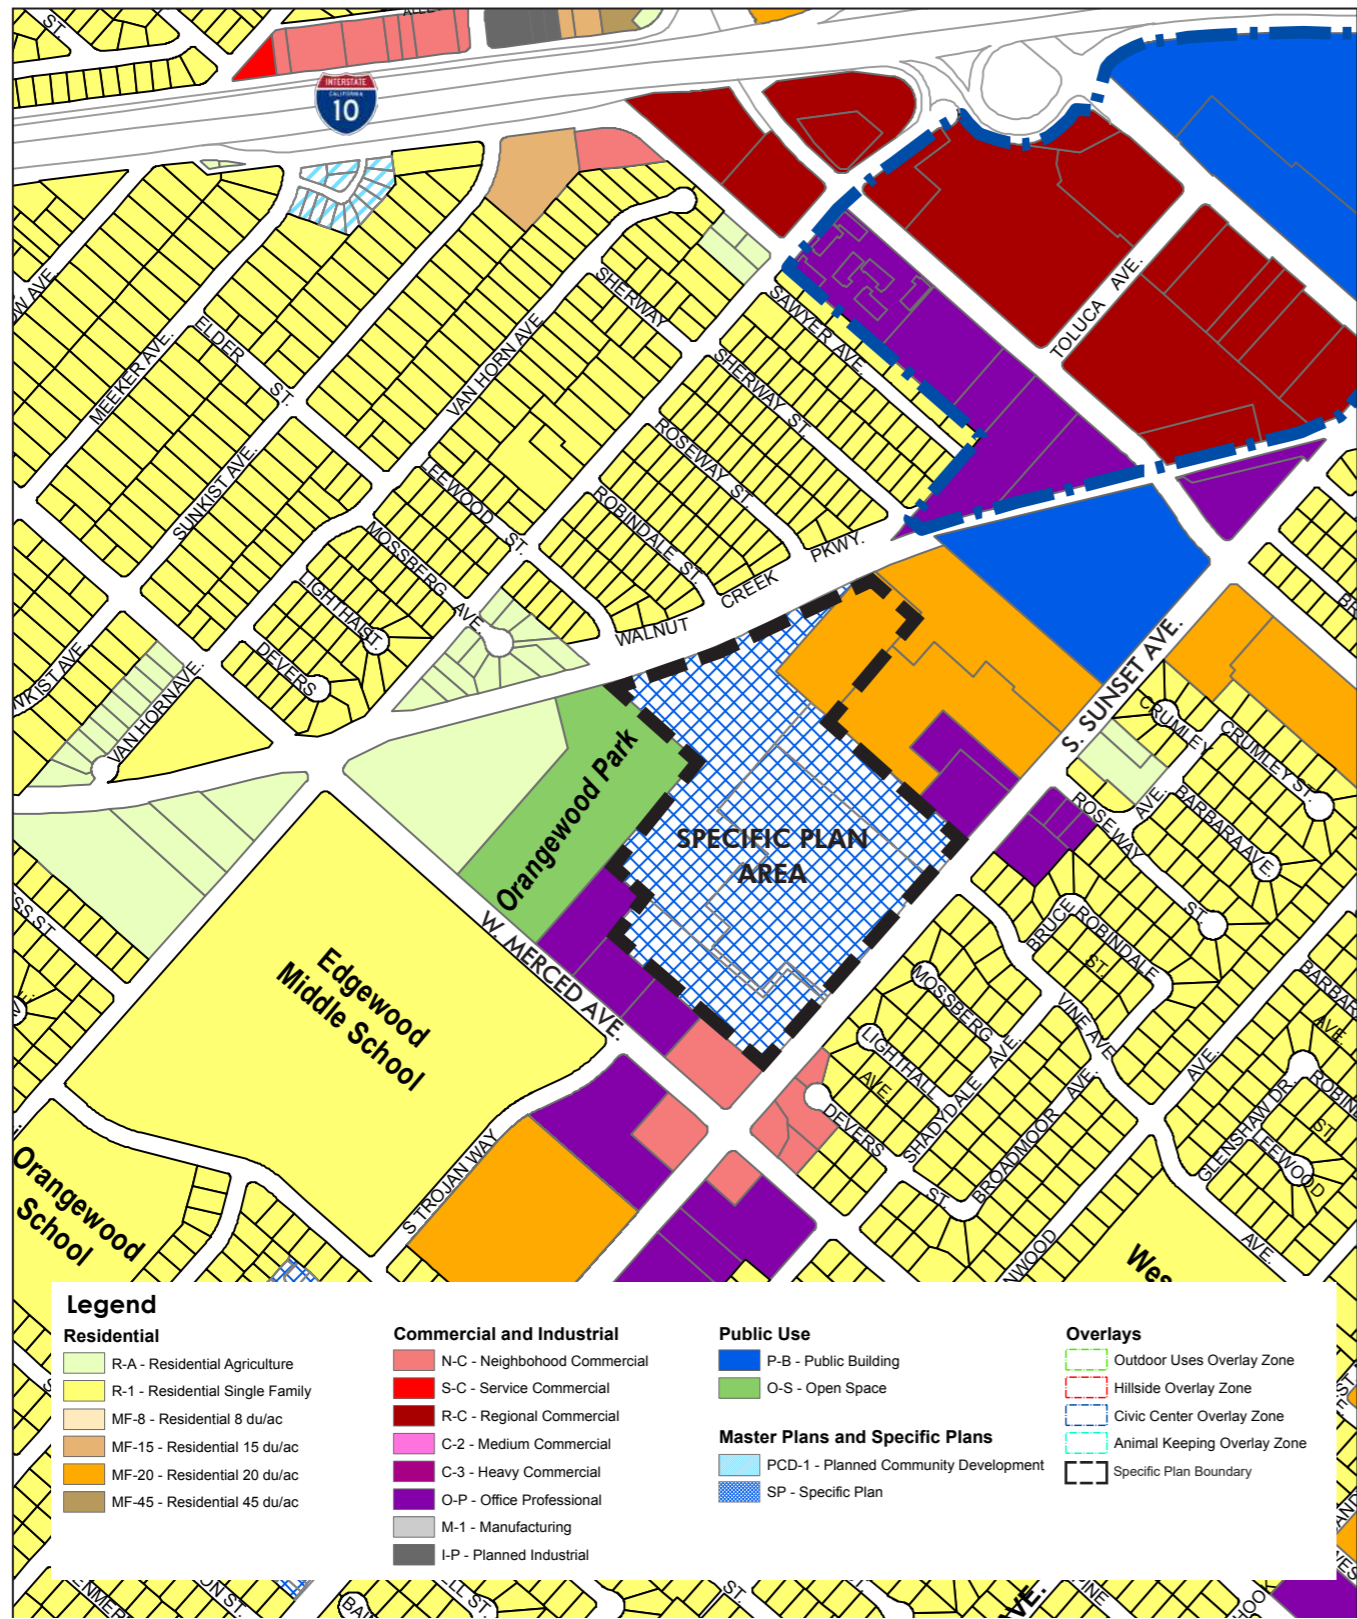 ST.
INTERSTATE
CALIFORNIA
10
AVE.
MEEKER AVE.
ELDER
ST.
SUNKIST AVE.
VAN HORN AVE
SHERWAY
SAWYER AVE.
SHERWAY ST.
ROSEWAY ST.
LEEWOOD ST.
ROBINDALE ST.
MOSSBERG AVE.
LIGHTHALL ST.
DEVERS
VAN HORN AVE.
WALNUT
CREEK
PKWY.
TOLUCA AVE.
S. SUNSET AVE.
Orangewood Park
SPECIFIC PLAN
AREA
W. MERCED AVE.
Edgewood
Middle School
S TROJAN WAY
Orangewood
School
CRUMLEY
CRUMLEY ST.
BARBARA AVE.
ROSEWAY
AVE.
ST.
BRUCE
ROBINDALE
ST.
VINE AVE
MOSSBERG
AVE.
LIGHTHALL
AVE.
DEVERS
ST.
SHADYDALE
BROADMOOR
AVE.
AVE.
GLENSHAW DR.
LEEWOOD
AVE.
ST.
AVE.
ST.
Legend
Residential
R-A - Residential Agriculture
R-1 - Residential Single Family
MF-8 - Residential 8 du/ac
MF-15 - Residential 15 du/ac
MF-20 - Residential 20 du/ac
MF-45 - Residential 45 du/ac
Commercial and Industrial
N-C - Neighbohood Commercial
S-C - Service Commercial
R-C - Regional Commercial
C-2 - Medium Commercial
C-3 - Heavy Commercial
O-P - Office Professional
M-1 - Manufacturing
I-P - Planned Industrial
Public Use
P-B - Public Building
O-S - Open Space
Master Plans and Specific Plans
PCD-1 - Planned Community Development
SP - Specific Plan
Overlays
Outdoor Uses Overlay Zone
Hillside Overlay Zone
Civic Center Overlay Zone
Animal Keeping Overlay Zone
Specific Plan Boundary